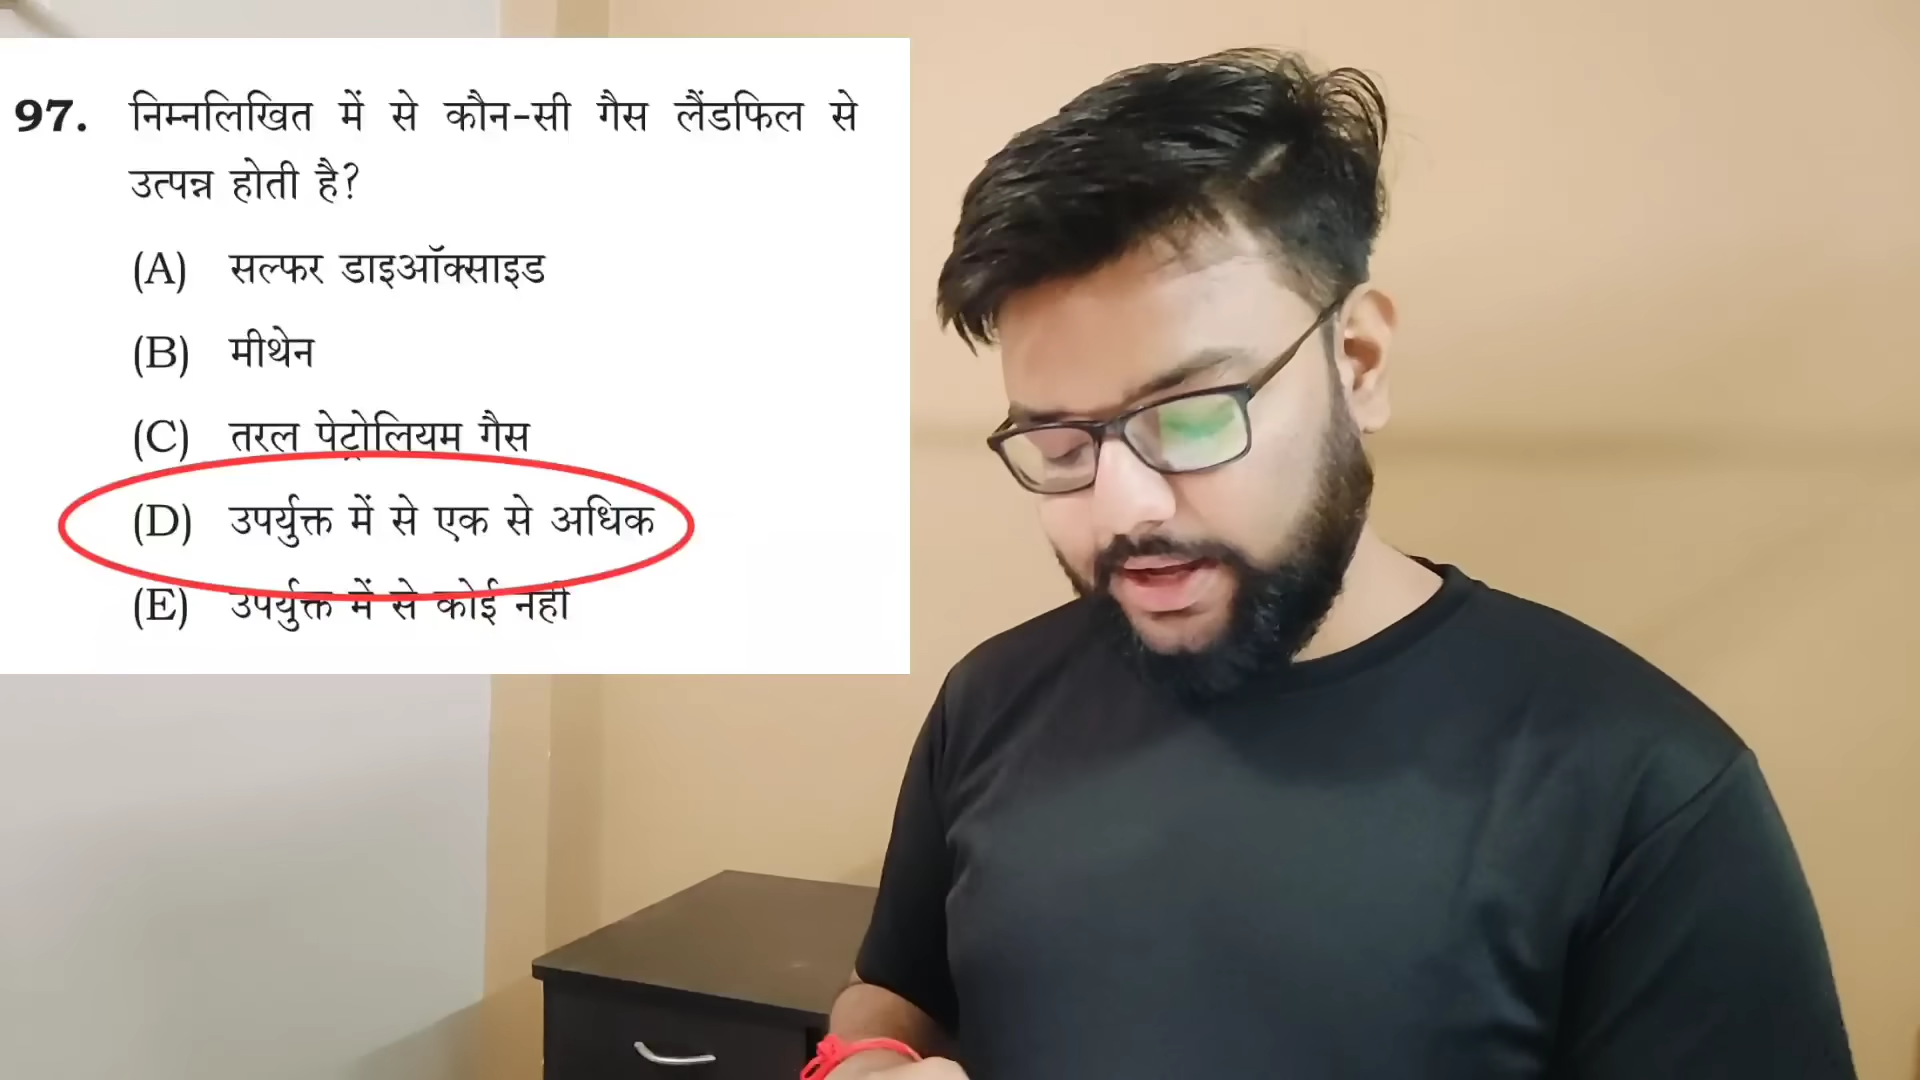 97. निम्नलिखित में से कौन-सी गैस लैंडफिल से
उत्पन्न होती है?
(A) सल्फर डाइऑक्साइड
(B) मीथेन
(C) तरल पेट्रोलियम गैस
(D) उपर्युक्त में से एक से अधिक
(E) उपर्युक्त में से कोई नहीं